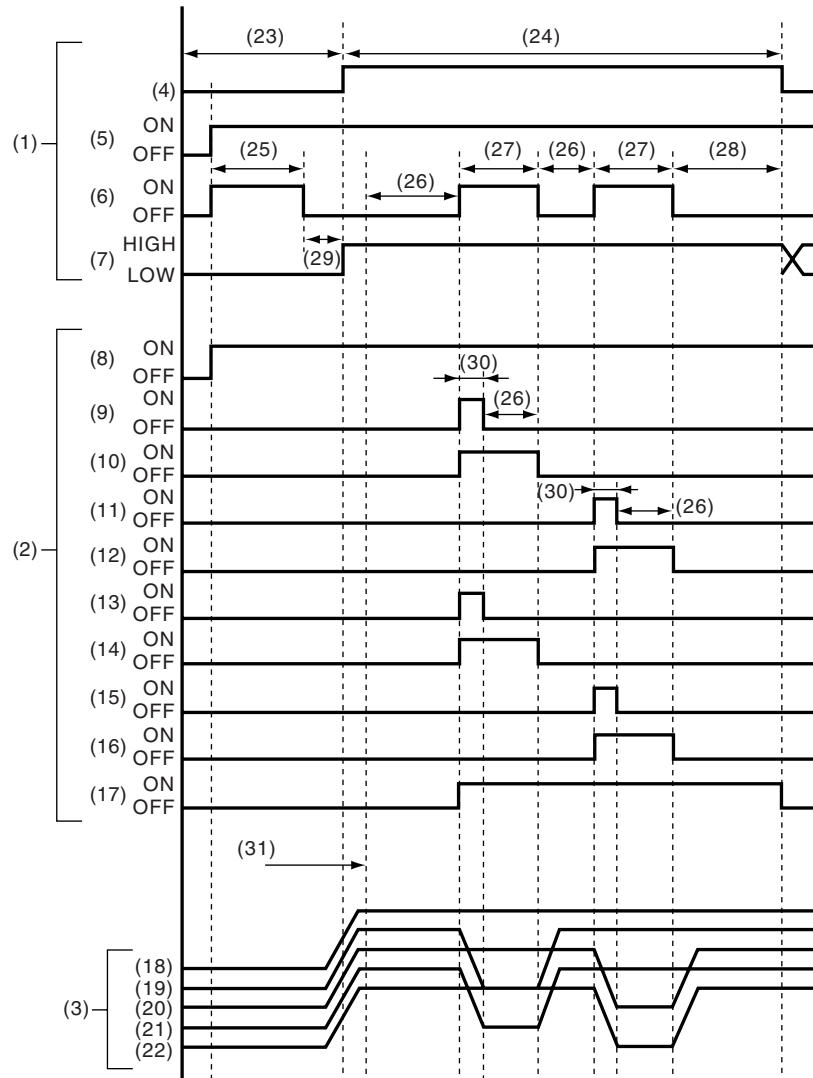 (23) (24)
(1)
(4)
(5) ON
OFF
(25) (26) (27) (26) (27) (28)
(6) ON
OFF
(7) HIGH
LOW
(29)
(2)
(8) ON
OFF
(30)
(9) ON
OFF
(26)
(10) ON
OFF
(30)
(11) ON
OFF
(26)
(12) ON
OFF
(13) ON
OFF
(14) ON
OFF
(15) ON
OFF
(16) ON
OFF
(17) ON
OFF
(31)
(3)
(18)
(19)
(20)
(21)
(22)